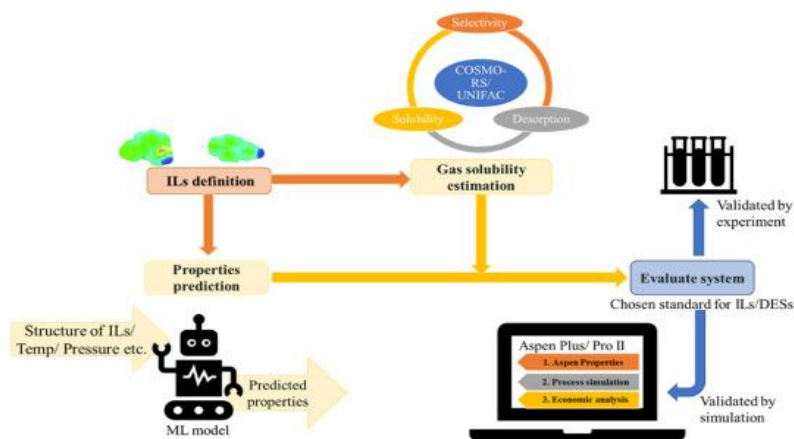 Selectivity
COSMO-
RS/
UNIFAC
Solubility
Desorption
ILs definition
Gas solubility
estimation
Validated by
experiment
Properties
prediction
Evaluate system
Chosen standard for ILs/DESs
Structure of ILs/
Temp/ Pressure etc.
Aspen Plus/ Pro II
1. Aspen Properties
2. Process simulation
3. Economic analysis
Predicted
properties
Validated by
simulation
ML model